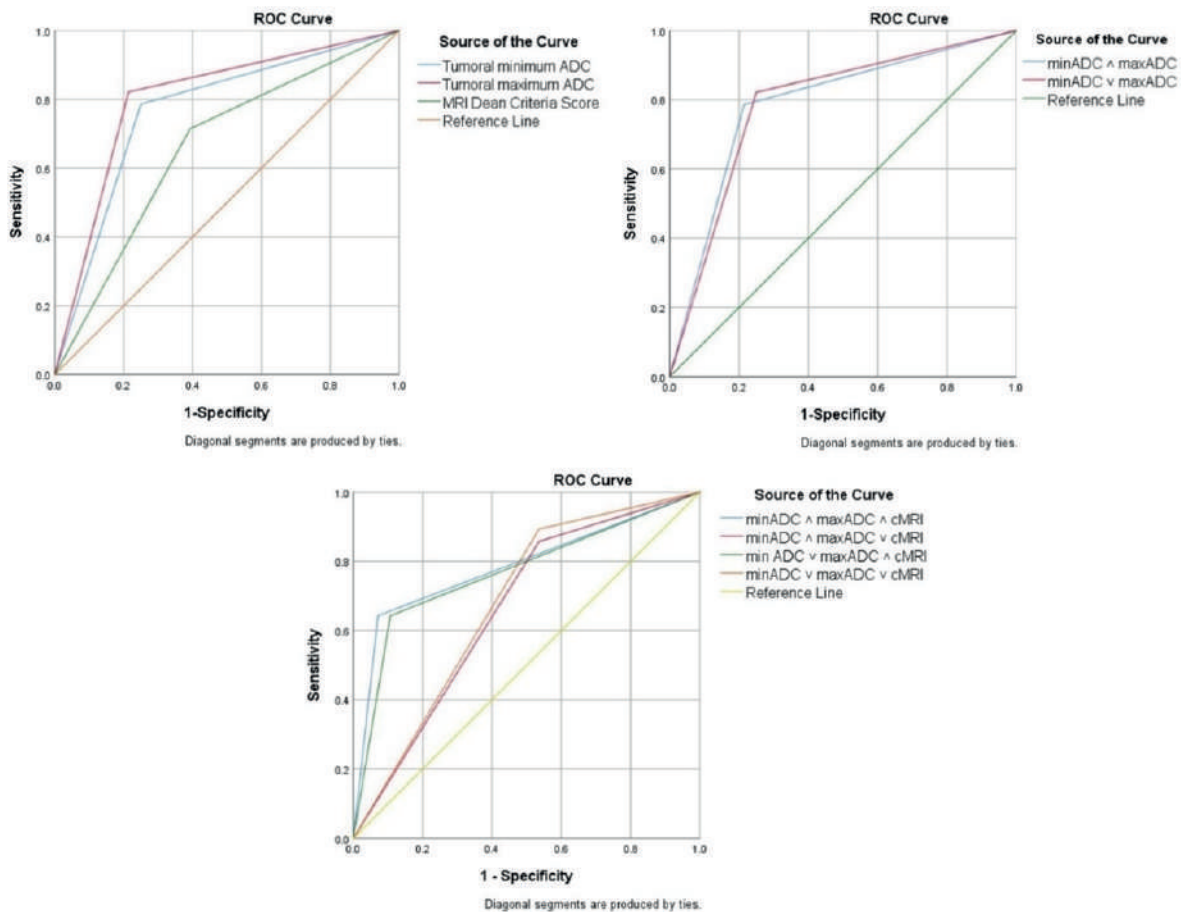 ROC Curve
Source of the Curve
Tumoral minimum ADC
Tumoral maximum ADC
MRI Dean Criteria Score
Reference Line
Sensitivity
1.0
0.8
0.6
0.4
0.2
0.0
0.0 0.2 0.4 0.6 0.8 1.0
1-Specificity
Diagonal segments are produced by ties.
ROC Curve
Source of the Curve
minADC ∧ maxADC
minADC ∨ maxADC
Reference Line
Sensitivity
1.0
0.8
0.6
0.4
0.2
0.0
0.0 0.2 0.4 0.6 0.8 1.0
1-Specificity
Diagonal segments are produced by ties.
ROC Curve
Source of the Curve
minADC ∧ maxADC ∧ cMRI
minADC ∧ maxADC ∨ cMRI
min ADC ∨ maxADC ∧ cMRI
minADC ∨ maxADC ∨ cMRI
Reference Line
Sensitivity
1.0
0.8
0.6
0.4
0.2
0.0
0.0 0.2 0.4 0.6 0.8 1.0
1 - Specificity
Diagonal segments are produced by ties.